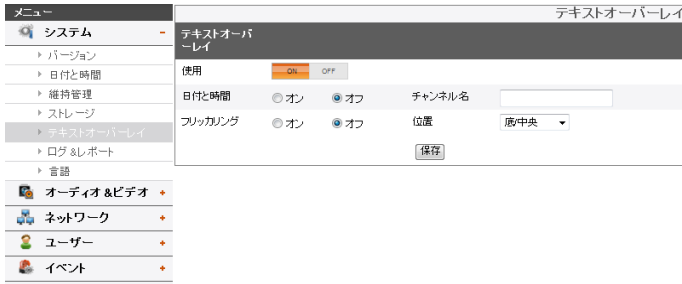 メニュー
テキストオーバーレイ
システム
バージョン
日付と時間
維持管理
ストレージ
テキストオーバーレイ
ログ&レポート
言語
オーディオ&ビデオ
ネットワーク
ユーザー
イベント
テキストオーバ
ーレイ
使用 ON OFF
日付と時間 オン オフ チャンネル名
フリッカリング オン オフ 位置 底/中央
保存